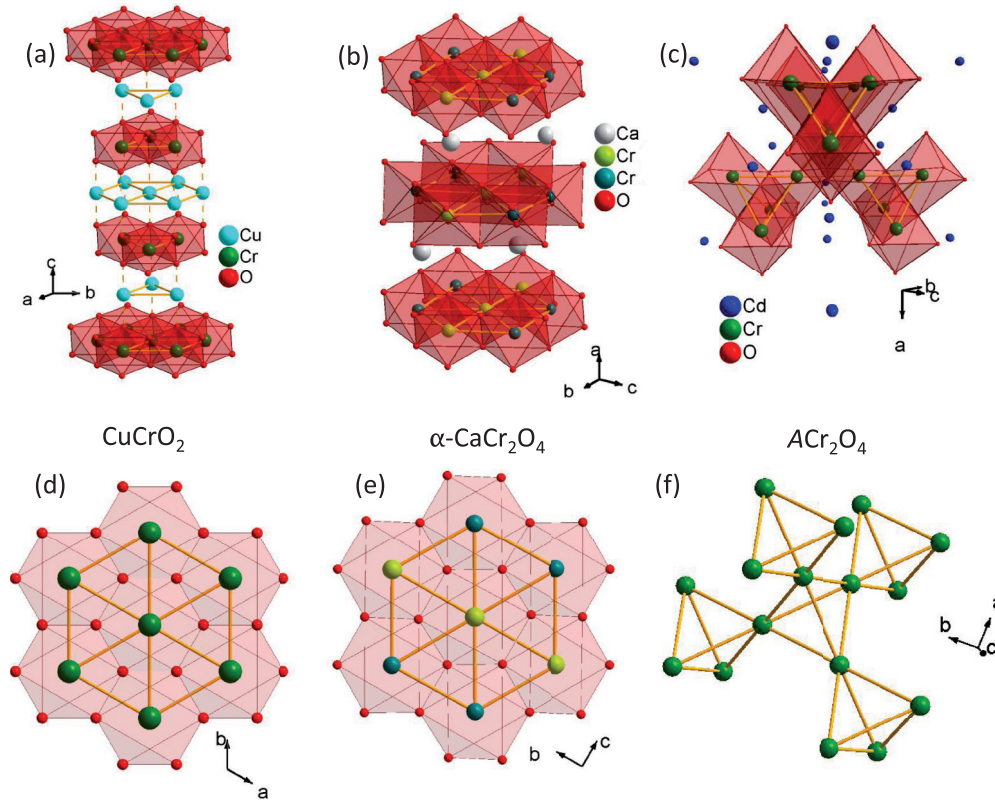 (a)
Cu
Cr
O
c
a
b
(b)
Ca
Cr
Cr
O
a
b
c
(c)
Cd
Cr
O
b
c
a
CuCrO₂
α-CaCr₂O₄
ACr₂O₄
(d)
b
a
(e)
b
c
(f)
a
b
c